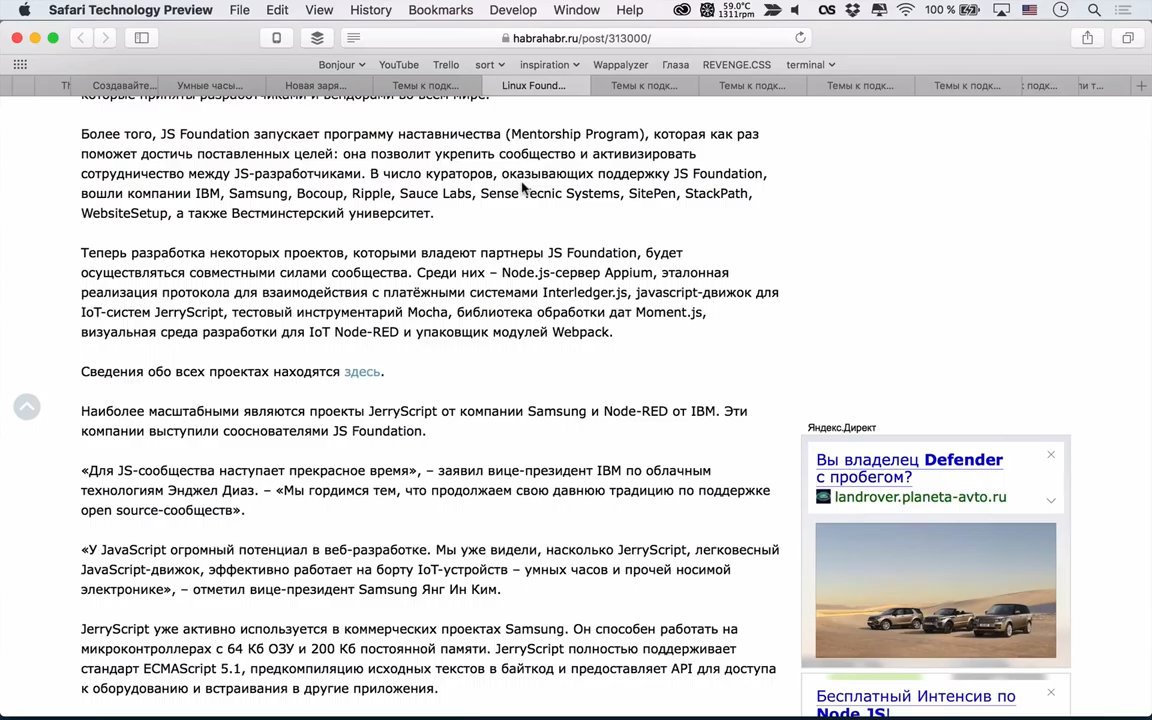 Safari Technology Preview File Edit View History Bookmarks Develop Window Help 59.0°C 1311rpm 100 %
habrahabr.ru/post/313000/
Bonjour YouTube Trello sort inspiration Wappalyzer Глаза REVENGE.CSS terminal
Th Создавайте... Умные часы... Новая заря... Темы к подк... Linux Found... Темы к подк... Темы к подк... Темы к подк... Темы к подк... подк... ти т...
которые приняты разработчиками и вендорами во всем мире.
Более того, JS Foundation запускает программу наставничества (Mentorship Program), которая как раз
поможет достичь поставленных целей: она позволит укрепить сообщество и активизировать
сотрудничество между JS-разработчиками. В число кураторов, оказывающих поддержку JS Foundation,
вошли компании IBM, Samsung, Bocoup, Ripple, Sauce Labs, Sense Tecnic Systems, SitePen, StackPath,
WebsiteSetup, а также Вестминстерский университет.
Теперь разработка некоторых проектов, которыми владеют партнеры JS Foundation, будет
осуществляться совместными силами сообщества. Среди них – Node.js-сервер Appium, эталонная
реализация протокола для взаимодействия с платёжными системами Interledger.js, javascript-движок для
IoT-систем JerryScript, тестовый инструментарий Mocha, библиотека обработки дат Moment.js,
визуальная среда разработки для IoT Node-RED и упаковщик модулей Webpack.
Сведения обо всех проектах находятся здесь.
Наиболее масштабными являются проекты JerryScript от компании Samsung и Node-RED от IBM. Эти
компании выступили сооснователями JS Foundation.
«Для JS-сообщества наступает прекрасное время», – заявил вице-президент IBM по облачным
технологиям Энджел Диаз. – «Мы гордимся тем, что продолжаем свою давнюю традицию по поддержке
open source-сообществ».
«У JavaScript огромный потенциал в веб-разработке. Мы уже видели, насколько JerryScript, легковесный
JavaScript-движок, эффективно работает на борту IoT-устройств – умных часов и прочей носимой
электронике», – отметил вице-президент Samsung Янг Ин Ким.
JerryScript уже активно используется в коммерческих проектах Samsung. Он способен работать на
микроконтроллерах с 64 Кб ОЗУ и 200 Кб постоянной памяти. JerryScript полностью поддерживает
стандарт ECMAScript 5.1, предкомпиляцию исходных текстов в байткод и предоставляет API для доступа
к оборудованию и встраивания в другие приложения.
Яндекс.Директ
Вы владелец Defender
с пробегом?
landrover.planeta-avto.ru
Бесплатный Интенсив по
Node JS!